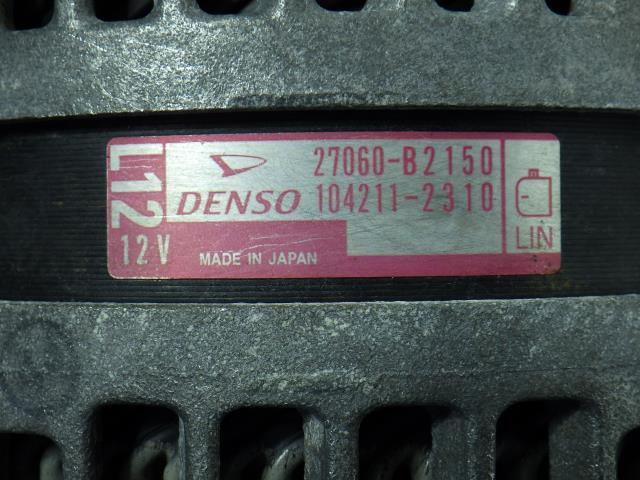 L12
27060-B2150
DENSO 104211-2310
12V
MADE IN JAPAN
LIN